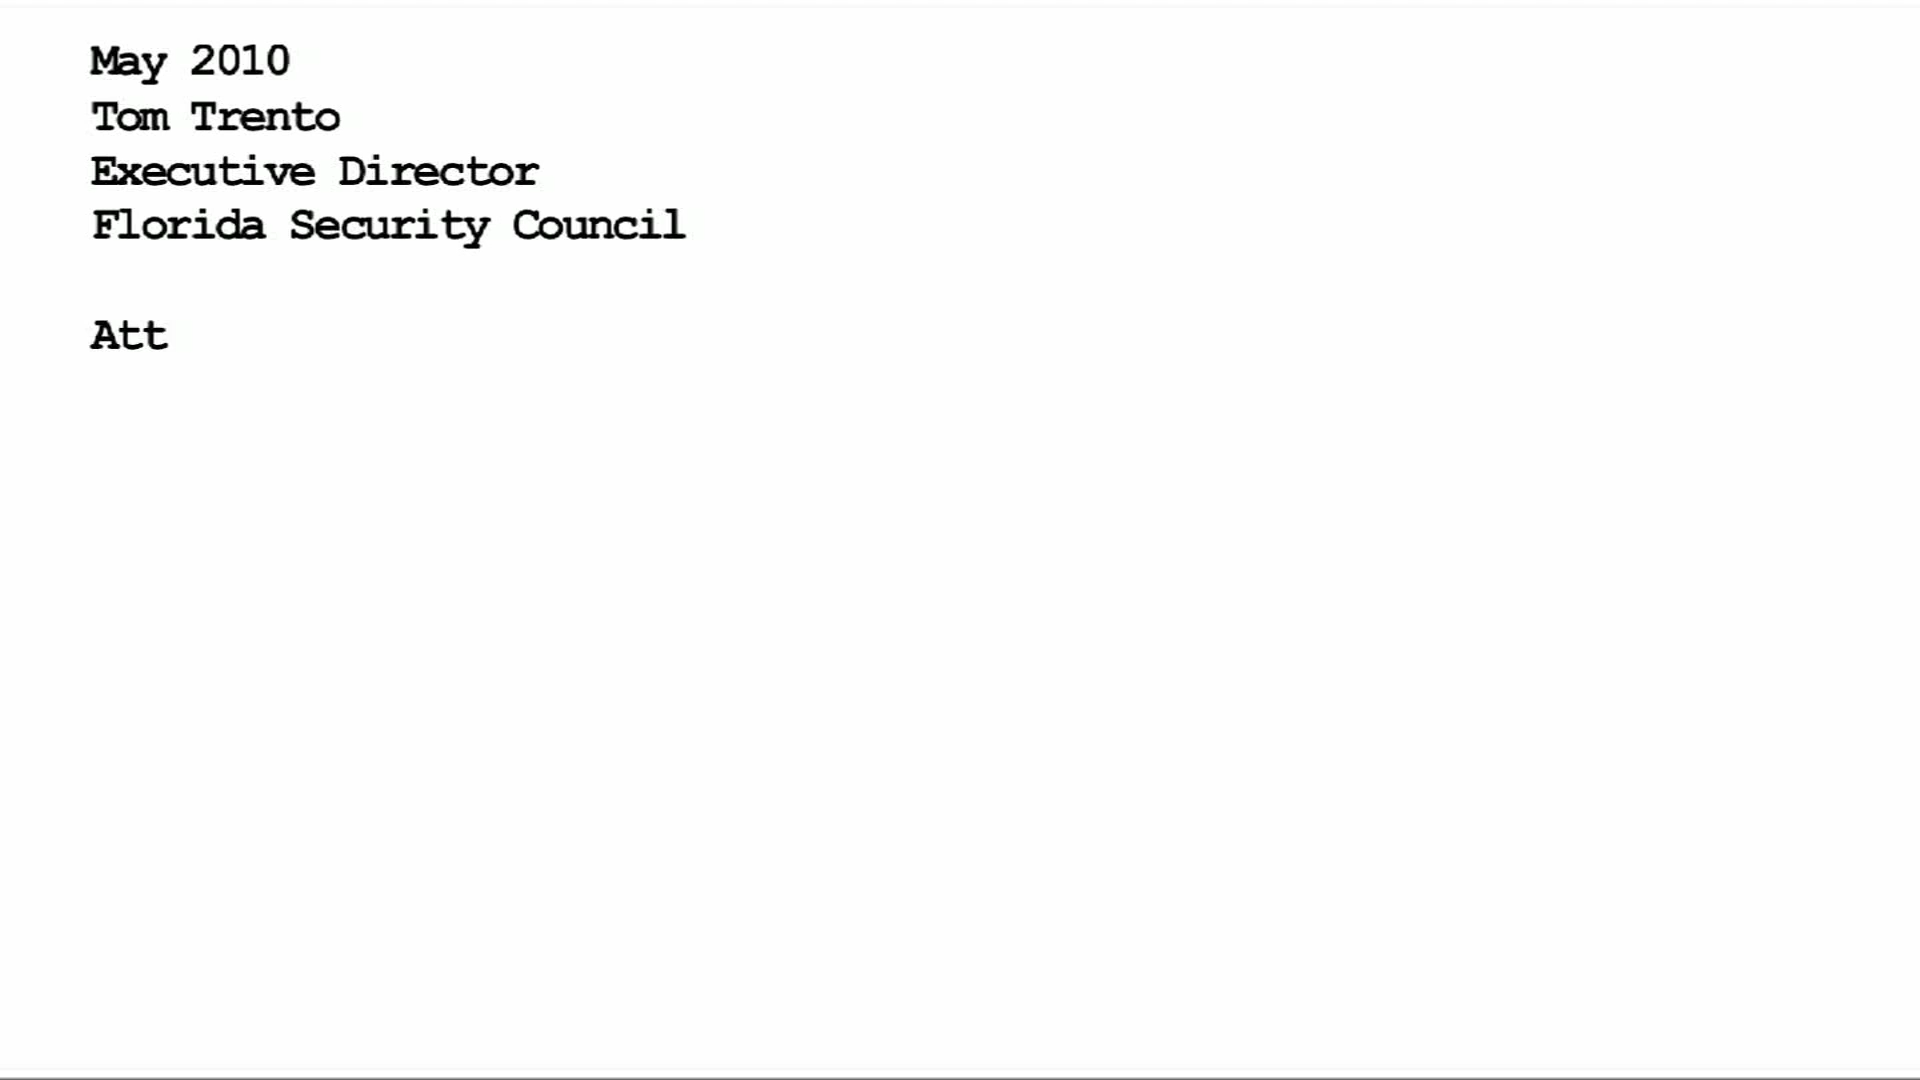 May 2010
Tom Trento
Executive Director
Florida Security Council
Att